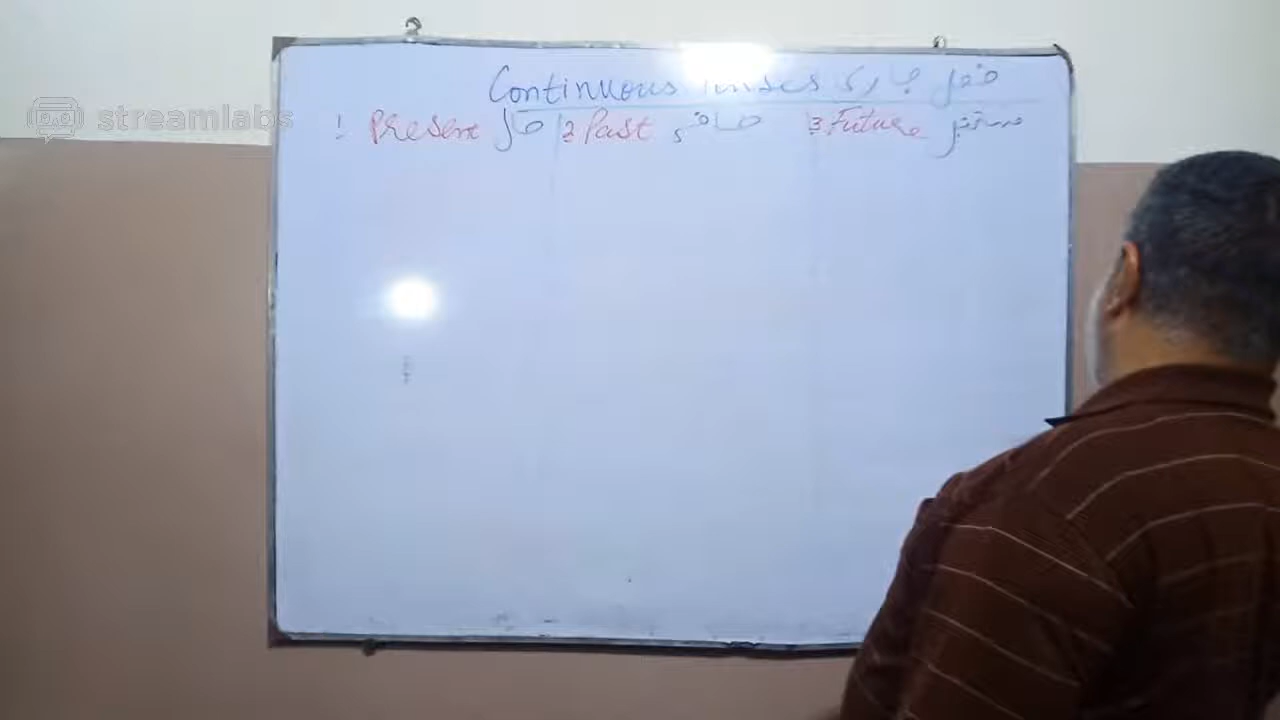 streamlabs
Continuous Tenses فعل جاری
1 Present حال 2 Past ماضی 3 Future مستقبل